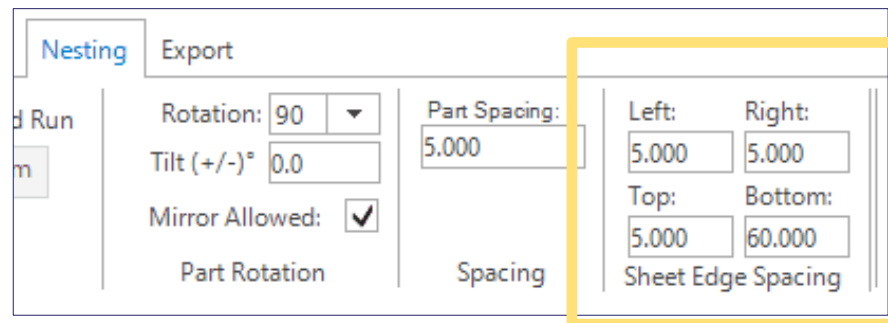 Nesting Export
d Run
m
Rotation: 90
Tilt (+/-)° 0.0
Mirror Allowed:
Part Rotation
Part Spacing:
5.000
Spacing
Left: Right:
5.000 5.000
Top: Bottom:
5.000 60.000
Sheet Edge Spacing